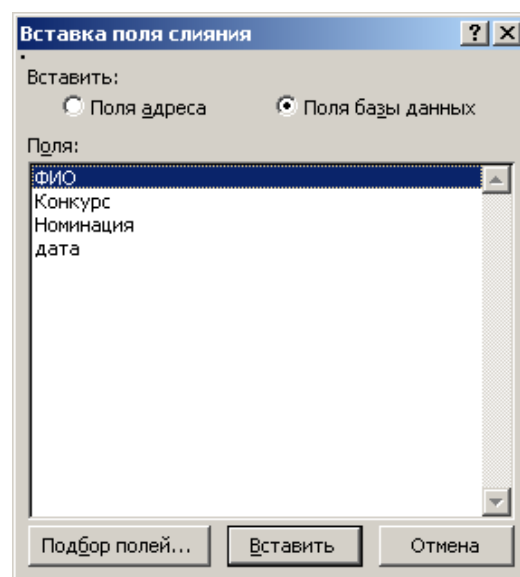 Вставка поля слияния
Вставить:
Поля адреса Поля базы данных
Поля:
ФИО
Конкурс
Номинация
дата
Подбор полей... Вставить Отмена